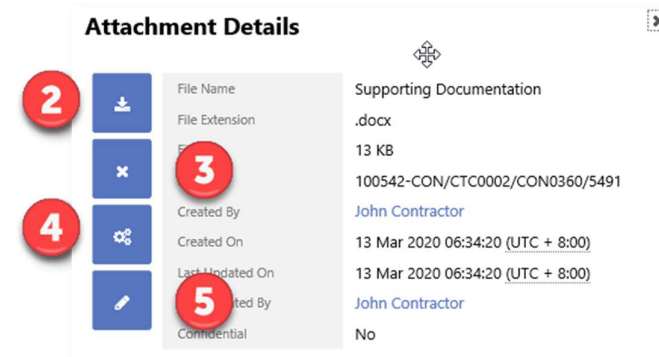 Attachment Details
2
File Name Supporting Documentation
File Extension .docx
13 KB
3
100542-CON/CTC0002/CON0360/5491
4
Created By John Contractor
Created On 13 Mar 2020 06:34:20 (UTC + 8:00)
Last Updated On 13 Mar 2020 06:34:20 (UTC + 8:00)
5
ted By John Contractor
Confidential No